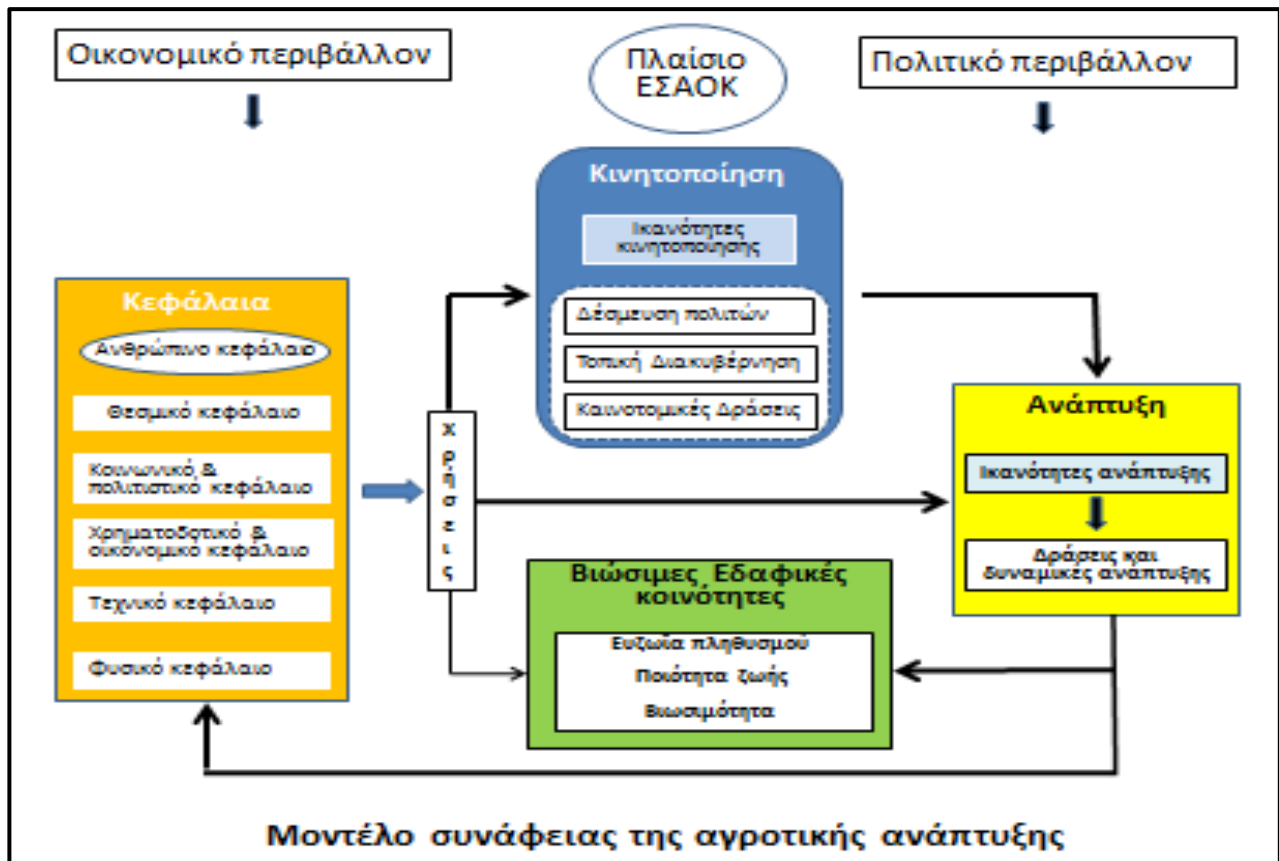 Οικονομικό περιβάλλον
Πλαίσιο
ΕΣΑΟΚ
Πολιτικό περιβάλλον
Κινητοποίηση
Ικανότητες
κινητοποίησης
Δέσμευση πολιτών
Τοπική Διακυβέρνηση
Καινοτομικές Δράσεις
Κεφάλαια
Ανθρώπινο κεφάλαιο
Θεσμικό κεφάλαιο
Κοινωνικό &
πολιτιστικό κεφάλαιο
Χρηματοδοτικό &
οικονομικό κεφάλαιο
Τεχνικό κεφάλαιο
Φυσικό κεφάλαιο
Χρήσεις
Ανάπτυξη
Ικανότητες ανάπτυξης
Δράσεις και
δυναμικές ανάπτυξης
Βιώσιμες Εδαφικές
κοινότητες
Ευζωΐα πληθυσμού
Ποιότητα ζωής
Βιωσιμότητα
Μοντέλο συνάφειας της αγροτικής ανάπτυξης